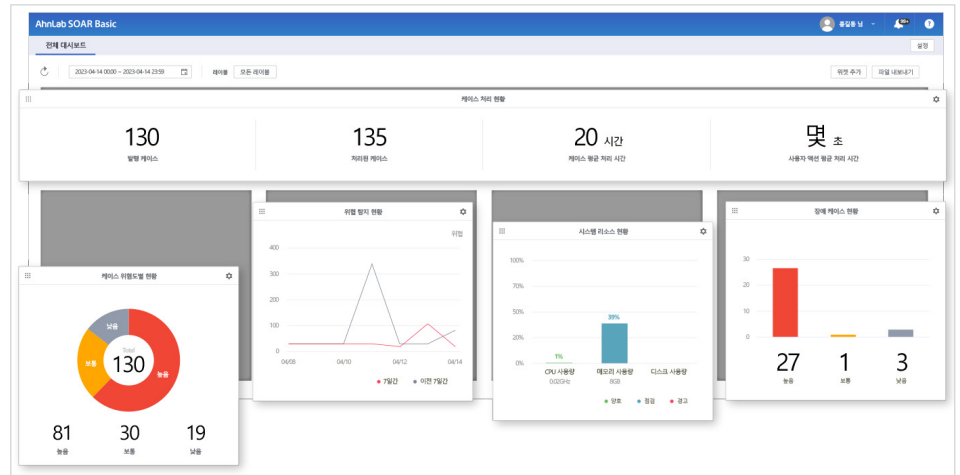 AhnLab SOAR Basic
홍길동 님
99+
?
전체 대시보드
설정
2023-04-14 00:00 ~ 2023-04-14 23:59
레이블
모든 레이블
위젯 추가
파일 내보내기
케이스 처리 현황
130
발행 케이스
135
처리된 케이스
20 시간
케이스 평균 처리 시간
몇 초
사용자 액션 평균 처리 시간
케이스 위험도별 현황
낮음
보통
높음
Total
130
81
높음
30
보통
19
낮음
위협 탐지 현황
위협
400
300
200
100
0
04/08
04/10
04/12
04/14
7일간
이전 7일간
시스템 리소스 현황
100%
70%
50%
20%
0%
1%
39%
CPU 사용량
0.02GHz
메모리 사용량
8GB
디스크 사용량
양호
점검
경고
장애 케이스 현황
30
20
10
0
27
높음
1
보통
3
낮음